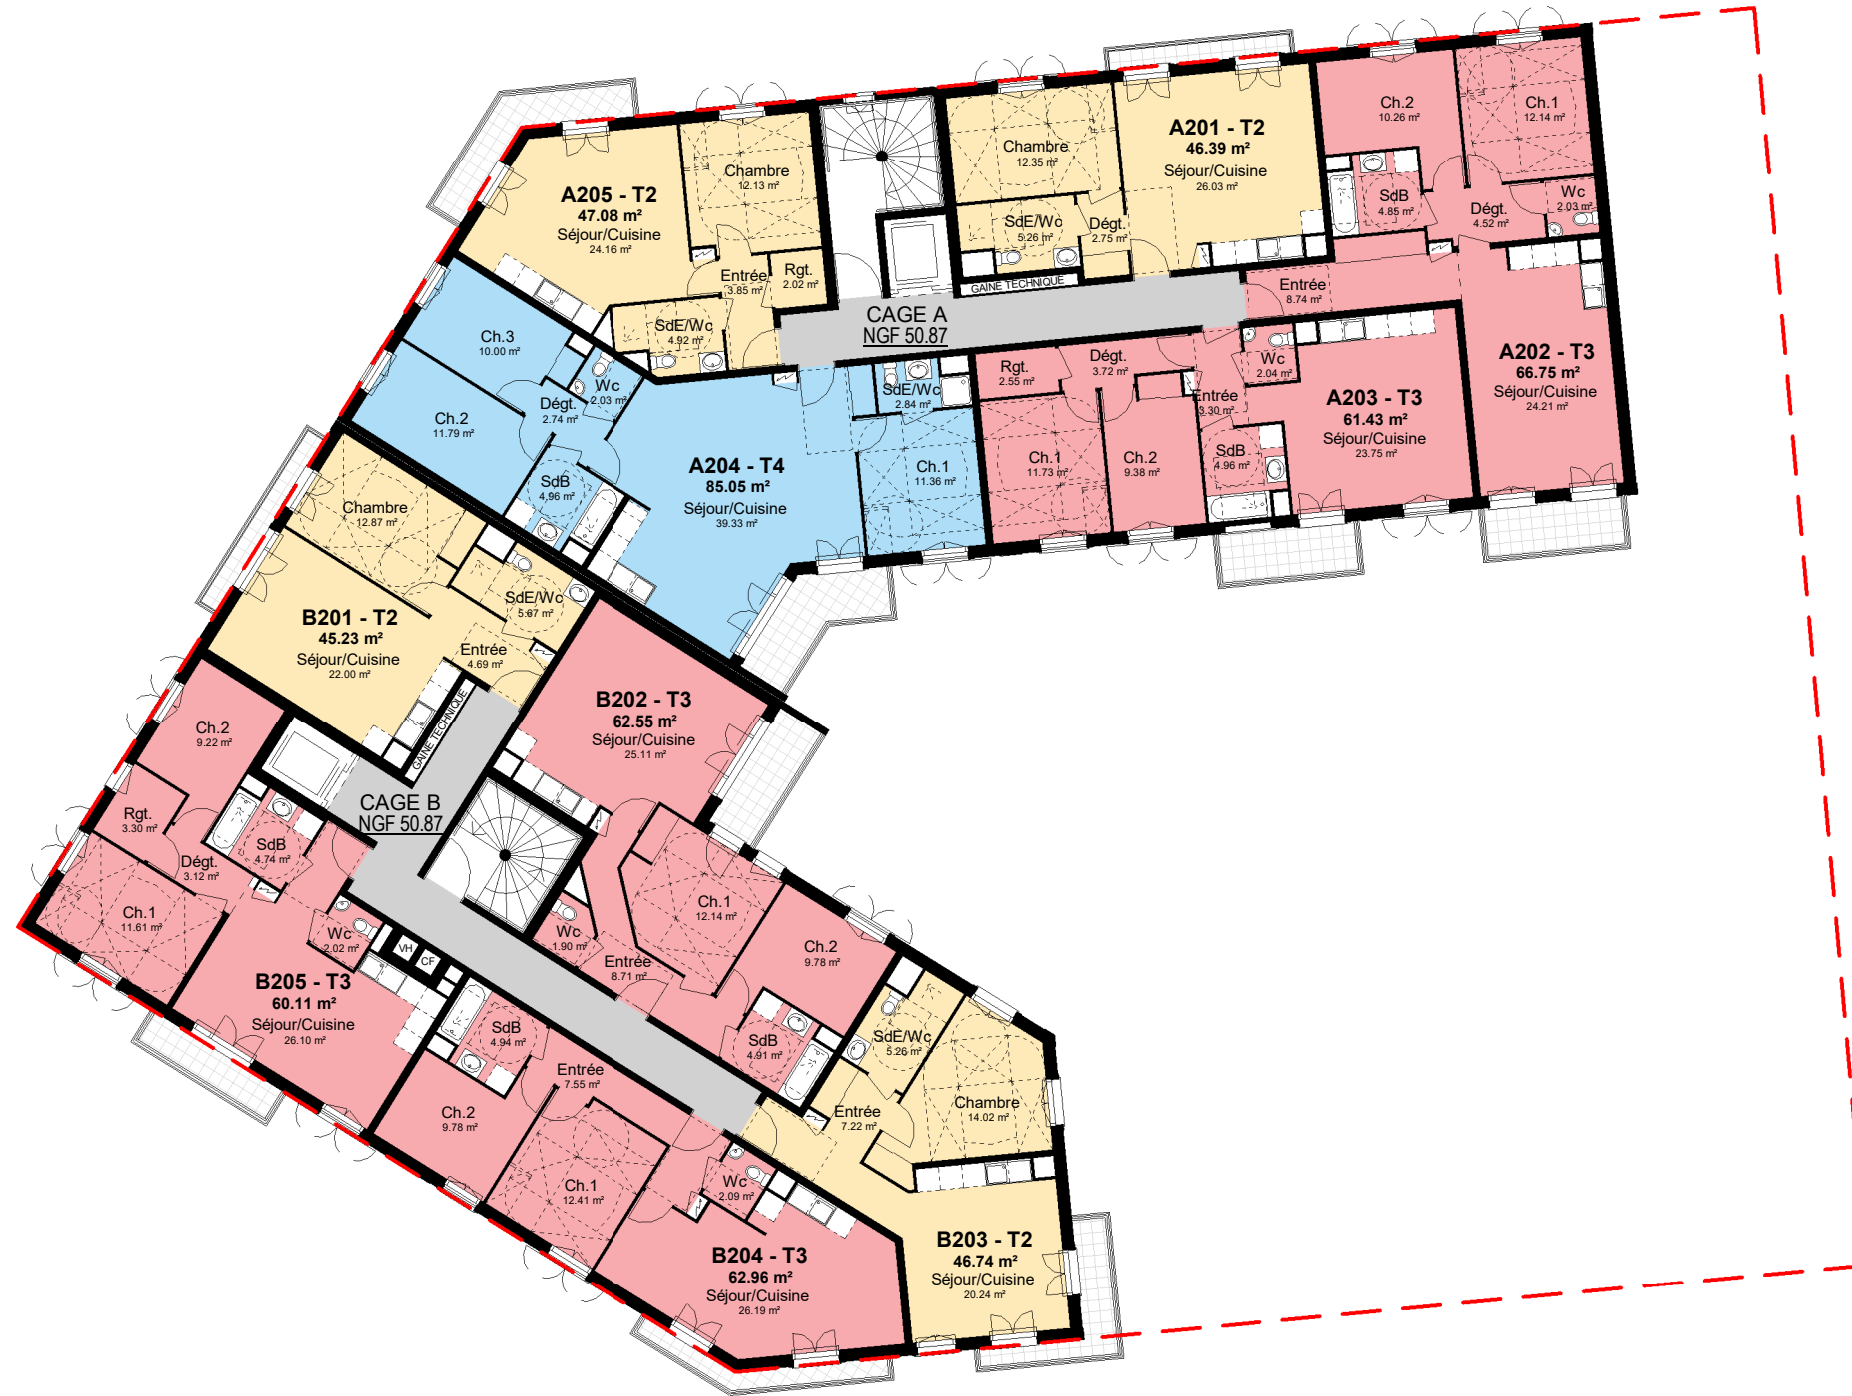 A205 - T2
47.08 m²
Séjour/Cuisine
24.16 m²
Chambre
12.13 m²
Entrée
3.85 m²
Rgt.
2.02 m²
SdE/Wc
4.92 m²
Chambre
12.35 m²
SdE/Wc
5.26 m²
Dégt.
2.75 m²
A201 - T2
46.39 m²
Séjour/Cuisine
26.03 m²
Ch.2
10.26 m²
Ch.1
12.14 m²
SdB
4.85 m²
Dégt.
4.52 m²
Wc
2.03 m²
Entrée
8.74 m²
A202 - T3
66.75 m²
Séjour/Cuisine
24.21 m²
GAINE TECHNIQUE
CAGE A
NGF 50.87
Ch.3
10.00 m²
Wc
2.03 m²
Dégt.
2.74 m²
Ch.2
11.79 m²
SdB
4.96 m²
A204 - T4
85.05 m²
Séjour/Cuisine
39.33 m²
SdE/Wc
2.84 m²
Ch.1
11.36 m²
Rgt.
2.55 m²
Dégt.
3.72 m²
Entrée
3.30 m²
Wc
2.04 m²
Ch.1
11.73 m²
Ch.2
9.38 m²
SdB
4.96 m²
A203 - T3
61.43 m²
Séjour/Cuisine
23.75 m²
Chambre
12.87 m²
SdE/Wc
5.67 m²
B201 - T2
45.23 m²
Séjour/Cuisine
22.00 m²
Entrée
4.69 m²
GAINE TECHNIQUE
CAGE B
NGF 50.87
B202 - T3
62.55 m²
Séjour/Cuisine
25.11 m²
Ch.1
12.14 m²
Ch.2
9.78 m²
Wc
1.90 m²
Entrée
8.71 m²
SdB
4.91 m²
Ch.2
9.22 m²
Rgt.
3.30 m²
SdB
4.74 m²
Dégt.
3.12 m²
Ch.1
11.61 m²
Wc
2.02 m²
VH
CF
B205 - T3
60.11 m²
Séjour/Cuisine
26.10 m²
SdB
4.94 m²
Entrée
7.55 m²
Ch.2
9.78 m²
Ch.1
12.41 m²
Wc
2.09 m²
B204 - T3
62.96 m²
Séjour/Cuisine
26.19 m²
SdE/Wc
5.26 m²
Chambre
14.02 m²
Entrée
7.22 m²
B203 - T2
46.74 m²
Séjour/Cuisine
20.24 m²